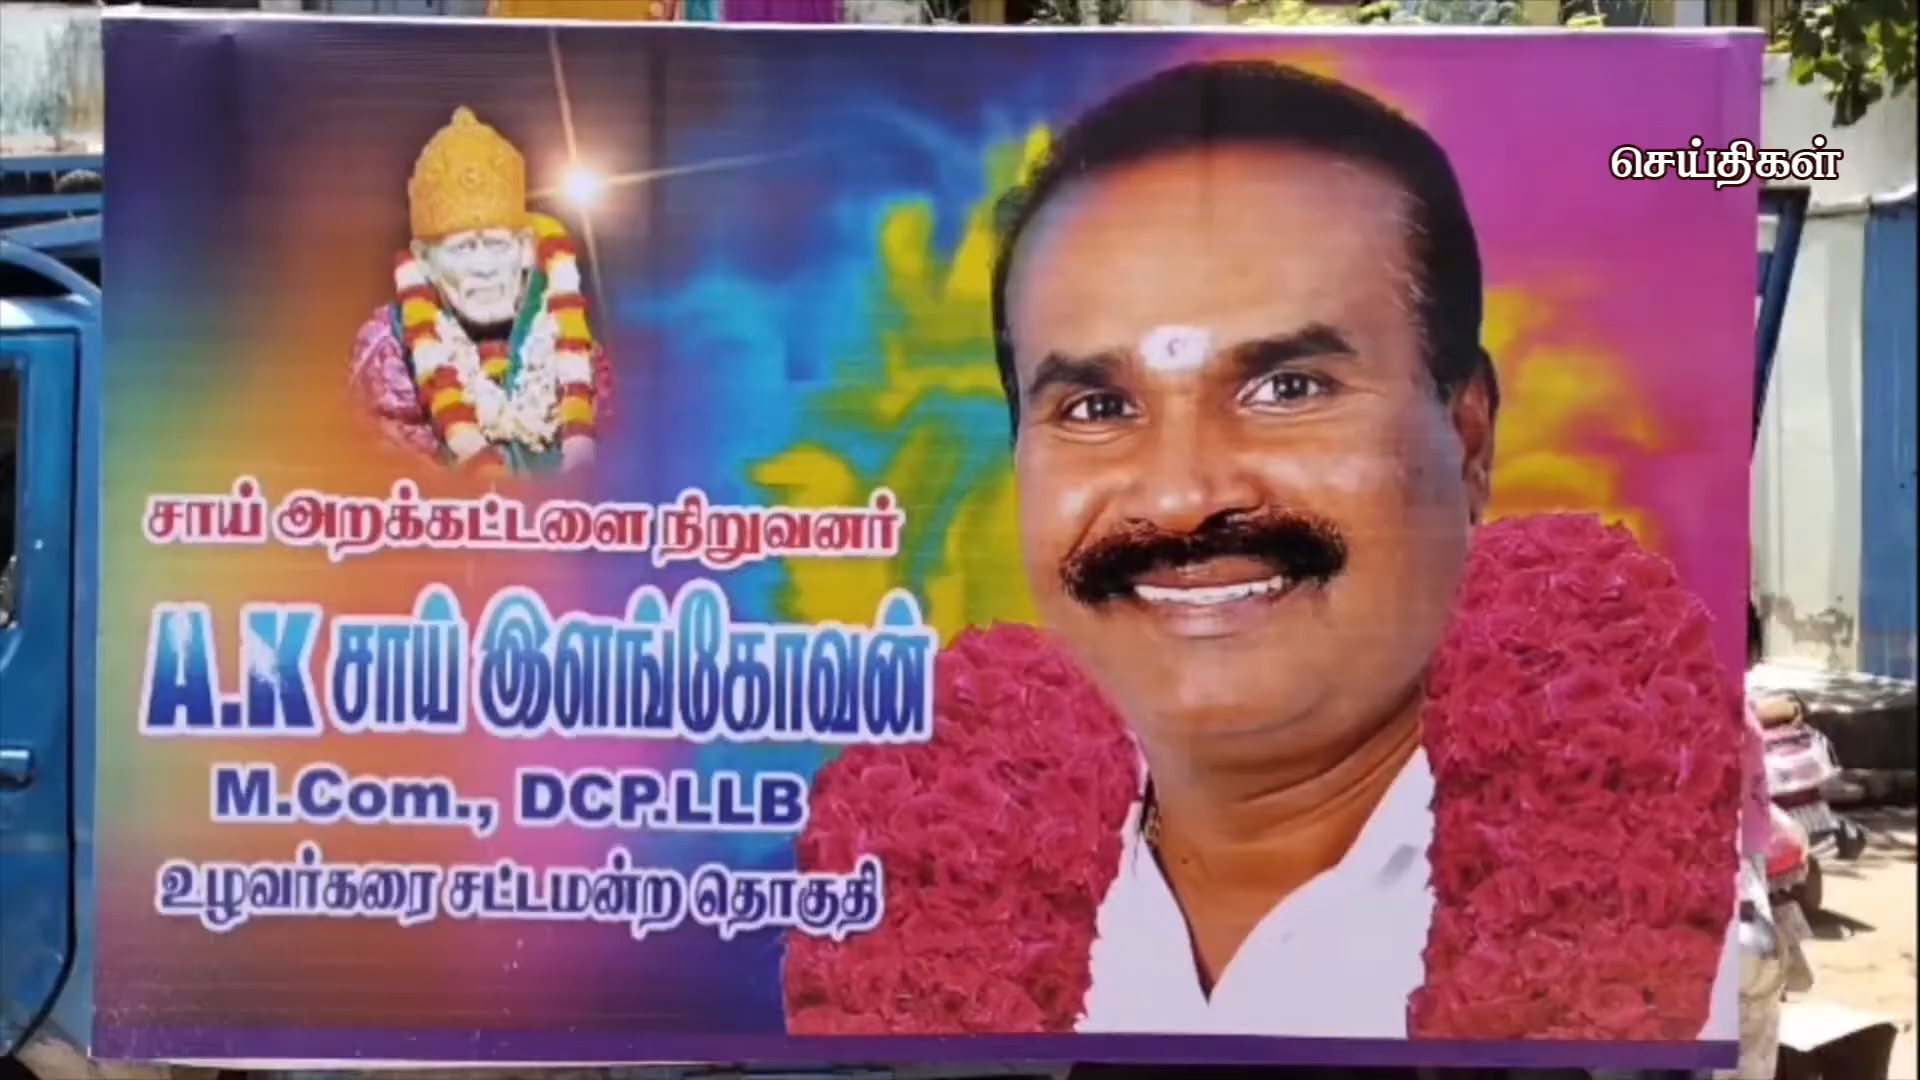 செய்திகள்
சாய் அறக்கட்டளை நிறுவனர்
A.K சாய் இளங்கோவன்
M.Com., DCP.LLB
உழவர்கரை சட்டமன்ற தொகுதி